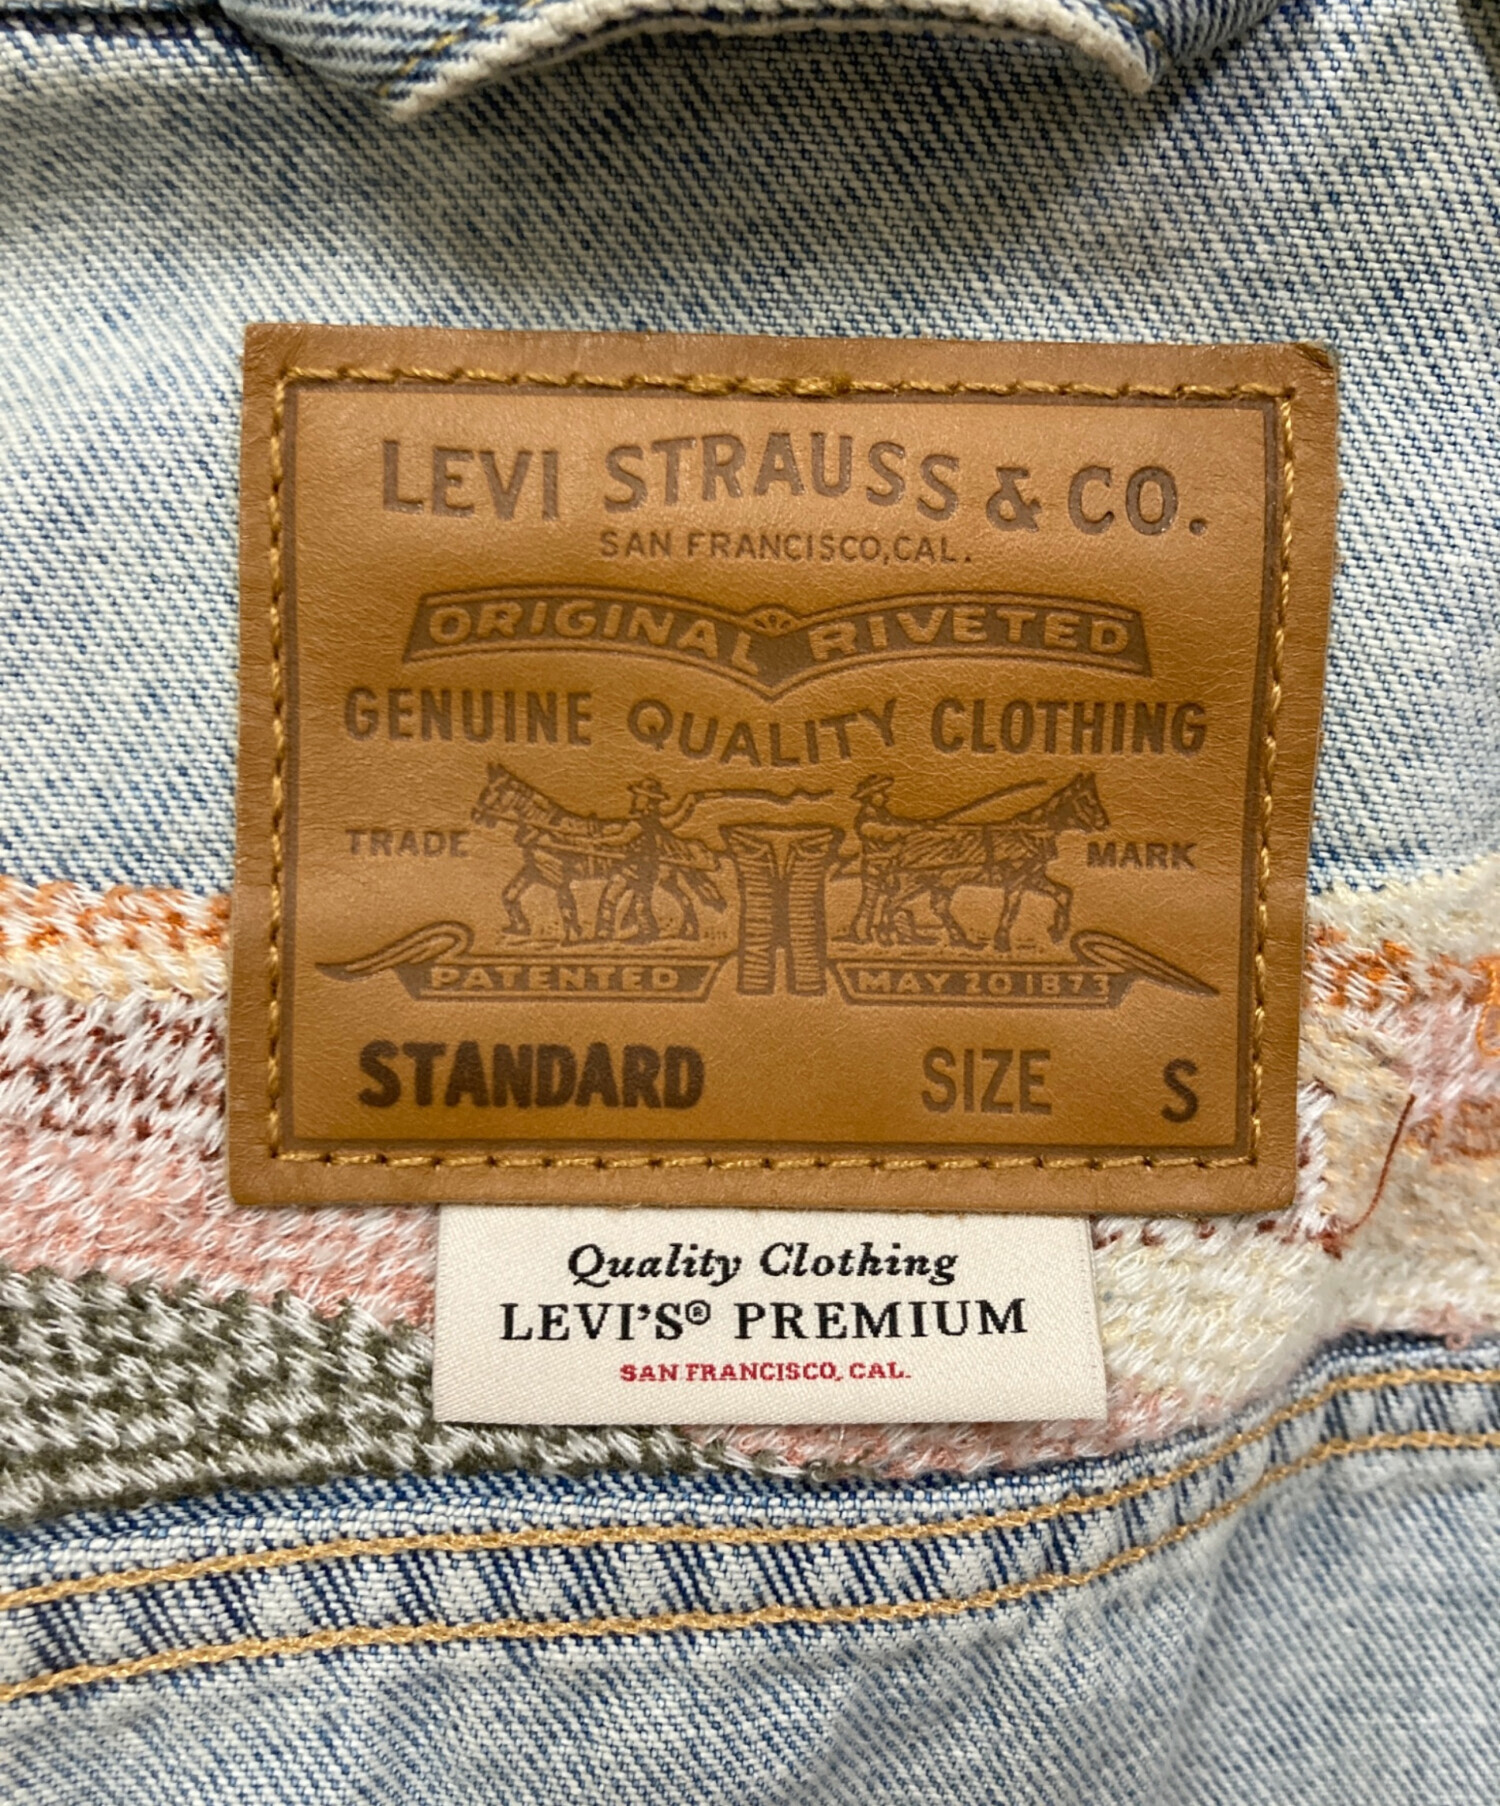 LEVI STRAUSS & CO.
SAN FRANCISCO, CAL.
ORIGINAL RIVETED
GENUINE QUALITY CLOTHING
TRADE MARK
PATENTED MAY 20 1873
STANDARD SIZE S
Quality Clothing
LEVI'S® PREMIUM
SAN FRANCISCO, CAL.